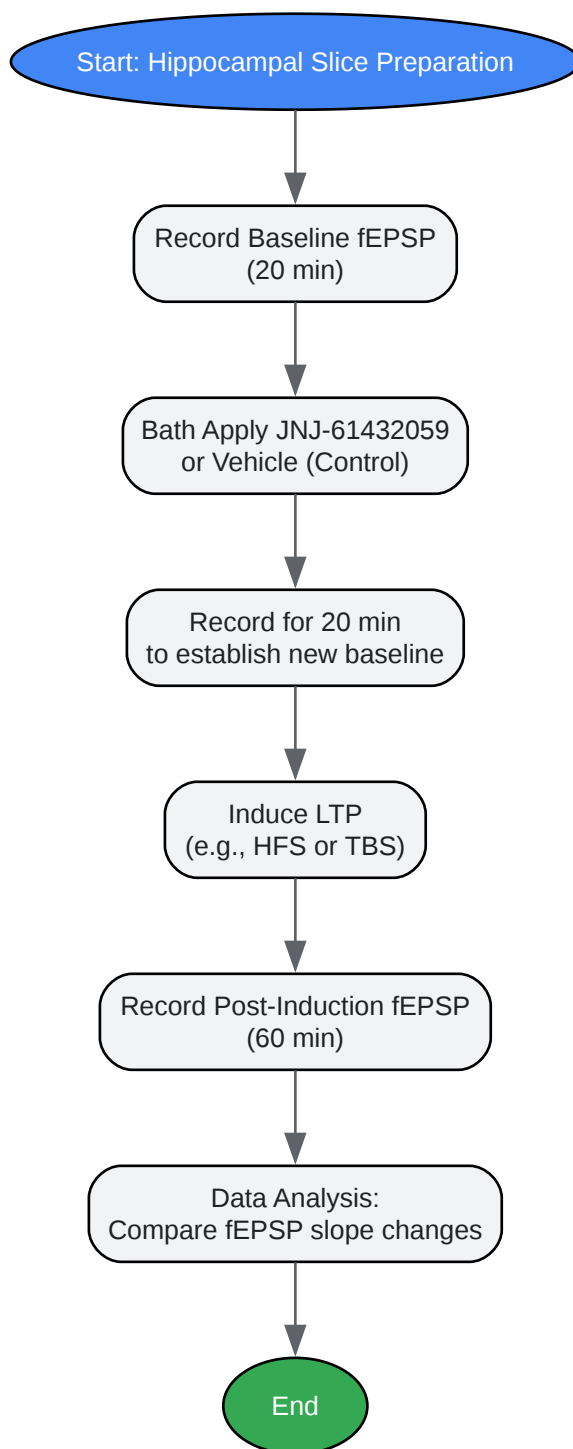 Start: Hippocampal Slice Preparation
Record Baseline fEPSP
(20 min)
Bath Apply JNJ-61432059
or Vehicle (Control)
Record for 20 min
to establish new baseline
Induce LTP
(e.g., HFS or TBS)
Record Post-Induction fEPSP
(60 min)
Data Analysis:
Compare fEPSP slope changes
End